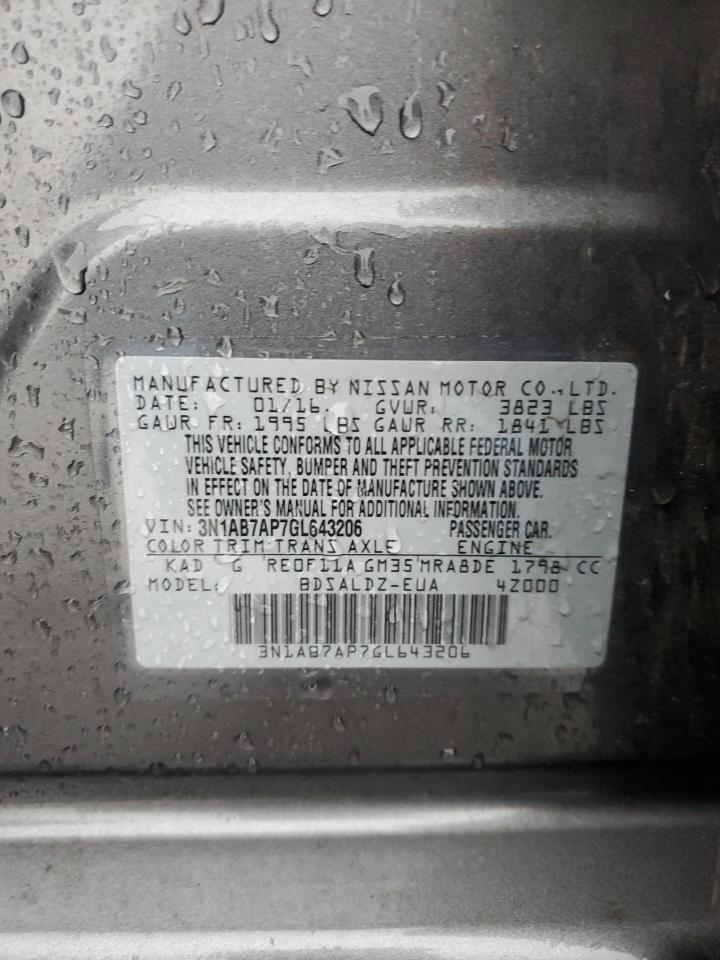 MANUFACTURED BY NISSAN MOTOR CO., LTD.
DATE: 01/16 GVWR: 3823 LBS
GAWR FR: 1995 LBS GAWR RR: 1841 LBS
THIS VEHICLE CONFORMS TO ALL APPLICABLE FEDERAL MOTOR
VEHICLE SAFETY, BUMPER AND THEFT PREVENTION STANDARDS
IN EFFECT ON THE DATE OF MANUFACTURE SHOWN ABOVE.
SEE OWNER'S MANUAL FOR ADDITIONAL INFORMATION.
VIN: 3N1AB7AP7GL643206 PASSENGER CAR.
COLOR TRIM TRANS AXLE ENGINE
KAD G RE0F11A GM35 MRA8DE 1798 CC
MODEL: BDSALDZ-EUA 4Z000
3N1AB7AP7GL643206